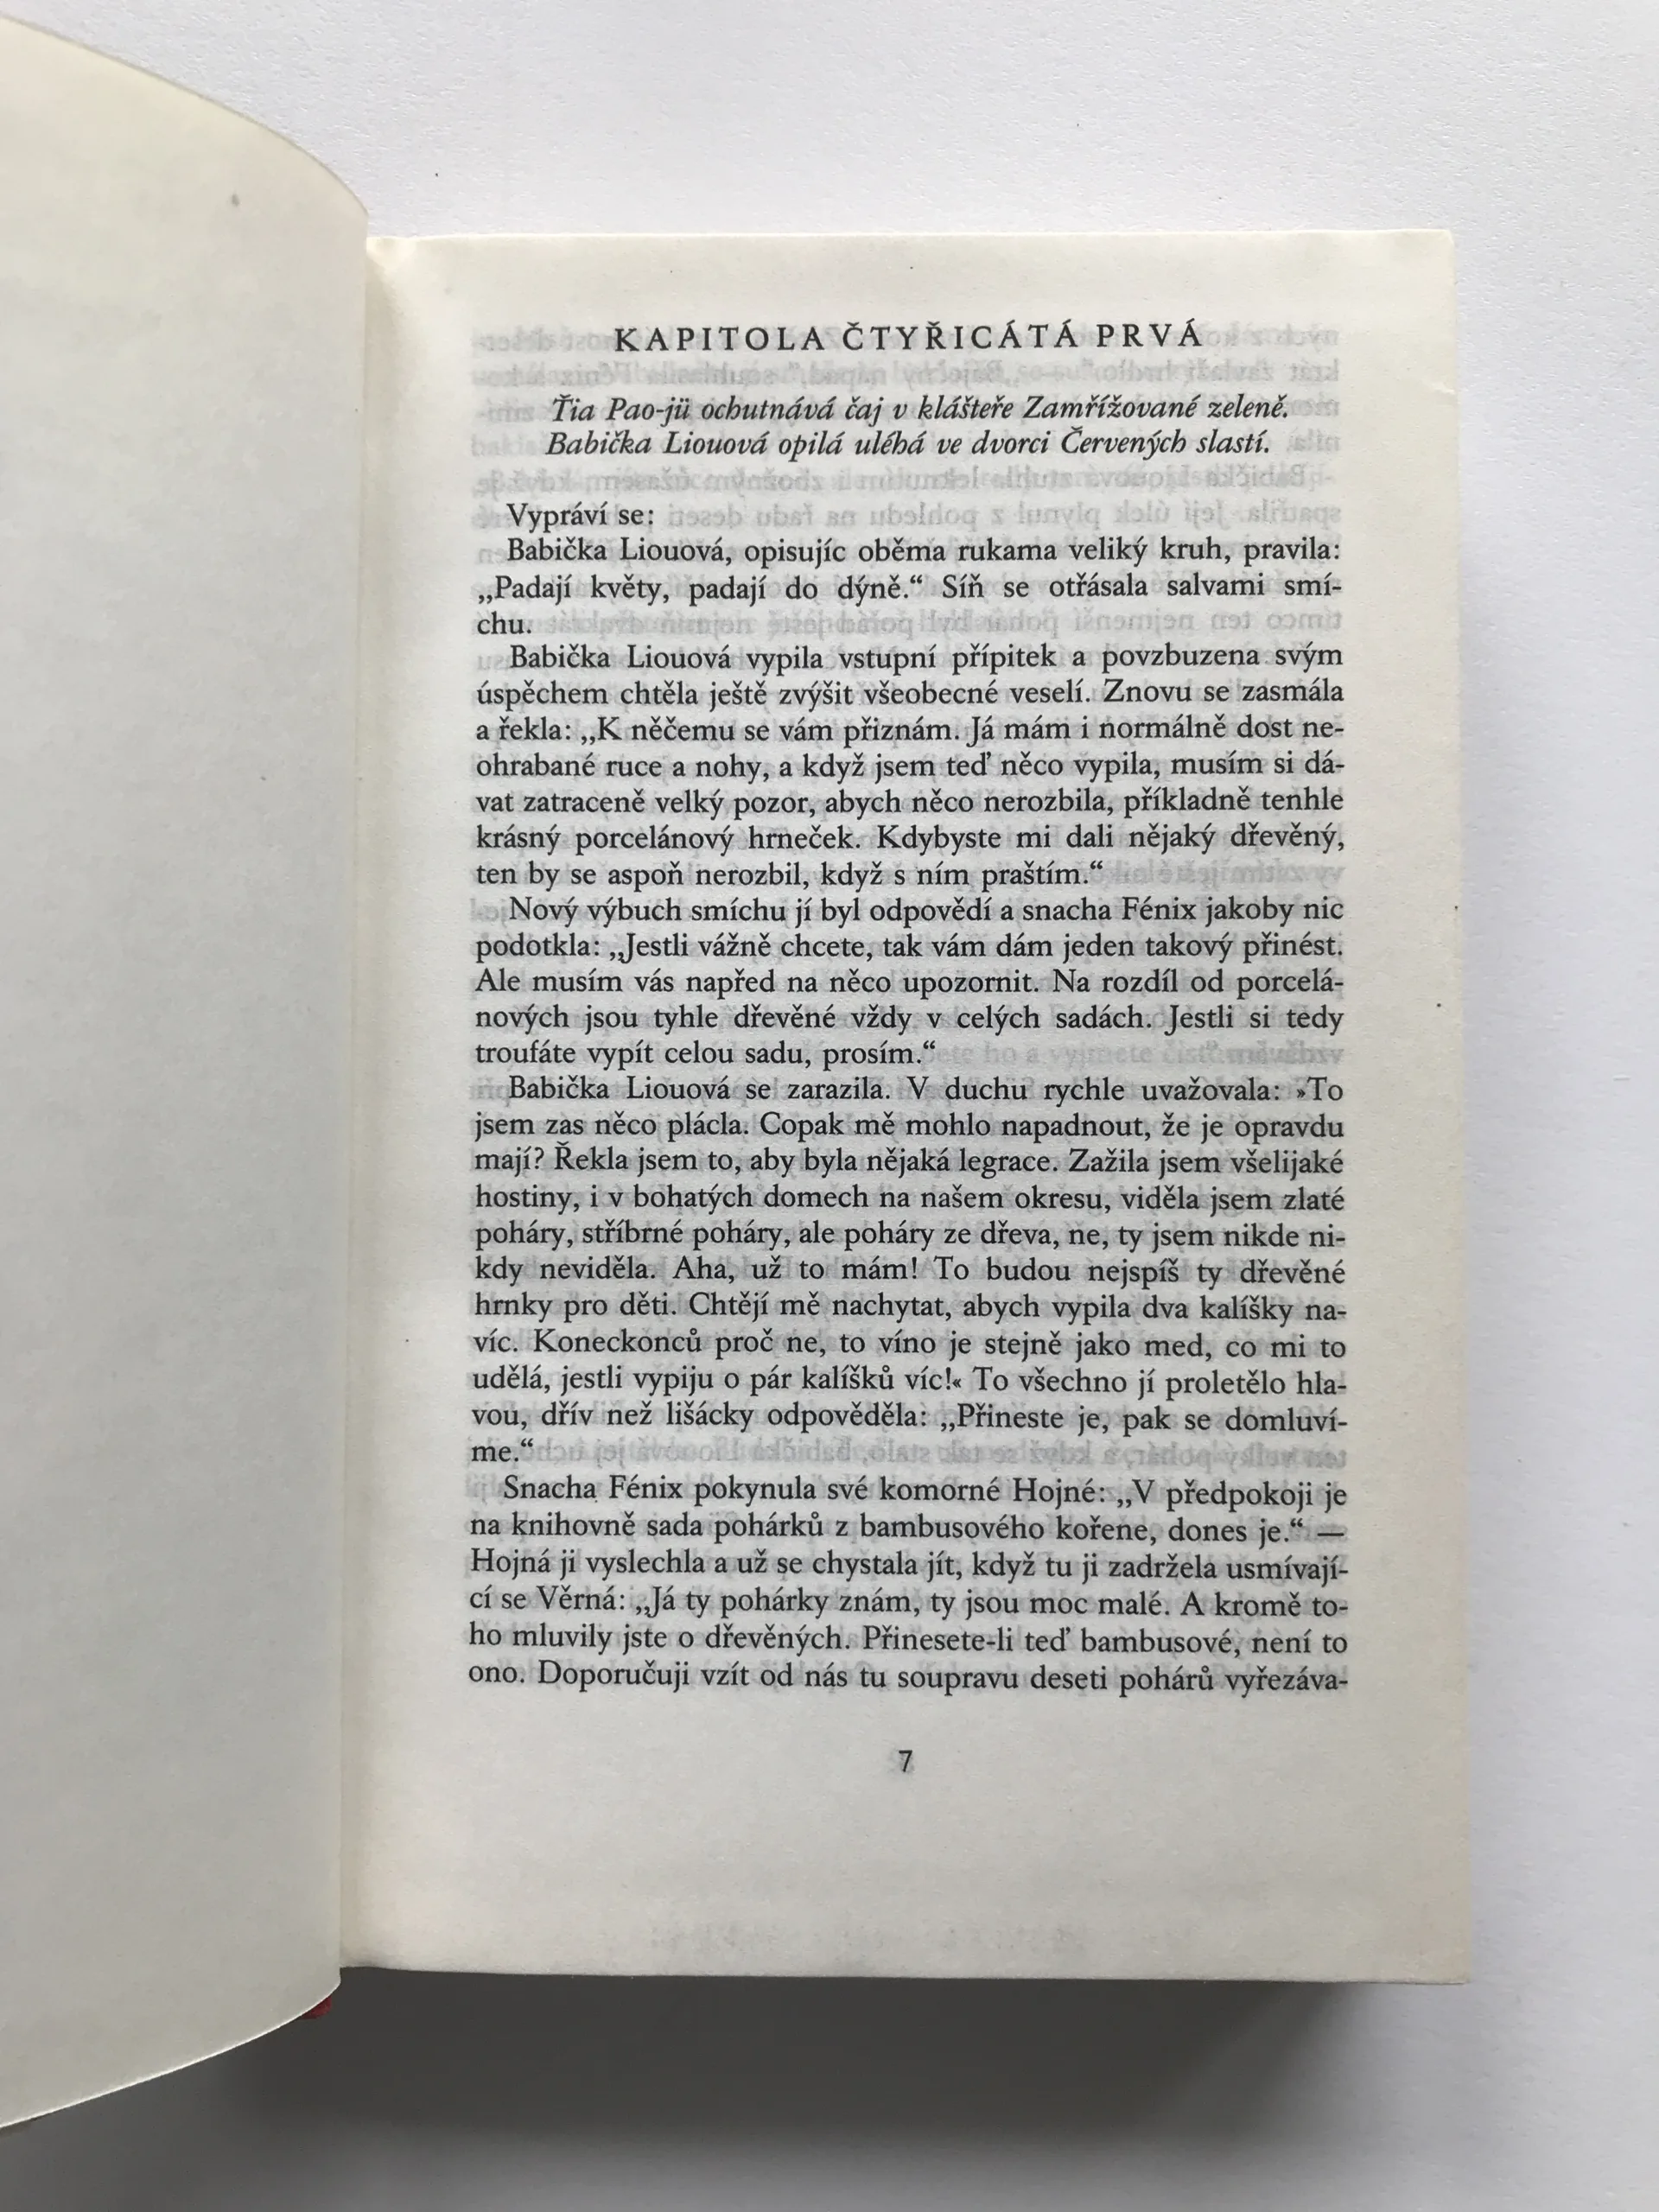 KAPITOLA ČTYŘICÁTÁ PRVÁ
Ťia Pao-jü ochutnává čaj v klášteře Zamřížované zeleně.
Babička Liouová opilá uléhá ve dvorci Červených slastí.
Vypráví se:
Babička Liouová, opisujíc oběma rukama veliký kruh, pravila:
„Padají květy, padají do dýně.“ Síň se otřásala salvami smí-
chu.
Babička Liouová vypila vstupní přípitek a povzbuzena svým
úspěchem chtěla ještě zvýšit všeobecné veselí. Znovu se zasmála
a řekla: „K něčemu se vám přiznám. Já mám i normálně dost ne-
ohrabané ruce a nohy, a když jsem teď něco vypila, musím si dá-
vat zatraceně velký pozor, abych něco nerozbila, příkladně tenhle
krásný porcelánový hrneček. Kdybyste mi dali nějaký dřevěný,
ten by se aspoň nerozbil, když s ním praštím.“
Nový výbuch smíchu jí byl odpovědí a snacha Fénix jakoby nic
podotkla: „Jestli vážně chcete, tak vám dám jeden takový přinést.
Ale musím vás napřed na něco upozornit. Na rozdíl od porcelá-
nových jsou tyhle dřevěné vždy v celých sadách. Jestli si tedy
troufáte vypít celou sadu, prosím.“
Babička Liouová se zarazila. V duchu rychle uvažovala: »To
jsem zas něco plácla. Copak mě mohlo napadnout, že je opravdu
mají? Řekla jsem to, aby byla nějaká legrace. Zažila jsem všelijaké
hostiny, i v bohatých domech na našem okresu, viděla jsem zlaté
poháry, stříbrné poháry, ale poháry ze dřeva, ne, ty jsem nikde ni-
kdy neviděla. Aha, už to mám! To budou nejspíš ty dřevěné
hrnky pro děti. Chtějí mě nachytat, abych vypila dva kalíšky na-
víc. Koneckonců proč ne, to víno je stejně jako med, co mi to
udělá, jestli vypiju o pár kalíšků víc!« To všechno jí proletělo hla-
vou, dřív než lišácky odpověděla: „Přineste je, pak se domluví-
me.“
Snacha Fénix pokynula své komorné Hojné: „V předpokoji je
na knihovně sada pohárků z bambusového kořene, dones je.“ —
Hojná ji vyslechla a už se chystala jít, když tu ji zadržela usmívají-
cí se Věrná: „Já ty pohárky znám, ty jsou moc malé. A kromě to-
ho mluvily jste o dřevěných. Přinesete-li teď bambusové, není to
ono. Doporučuji vzít od nás tu soupravu deseti pohárů vyřezáva-
7